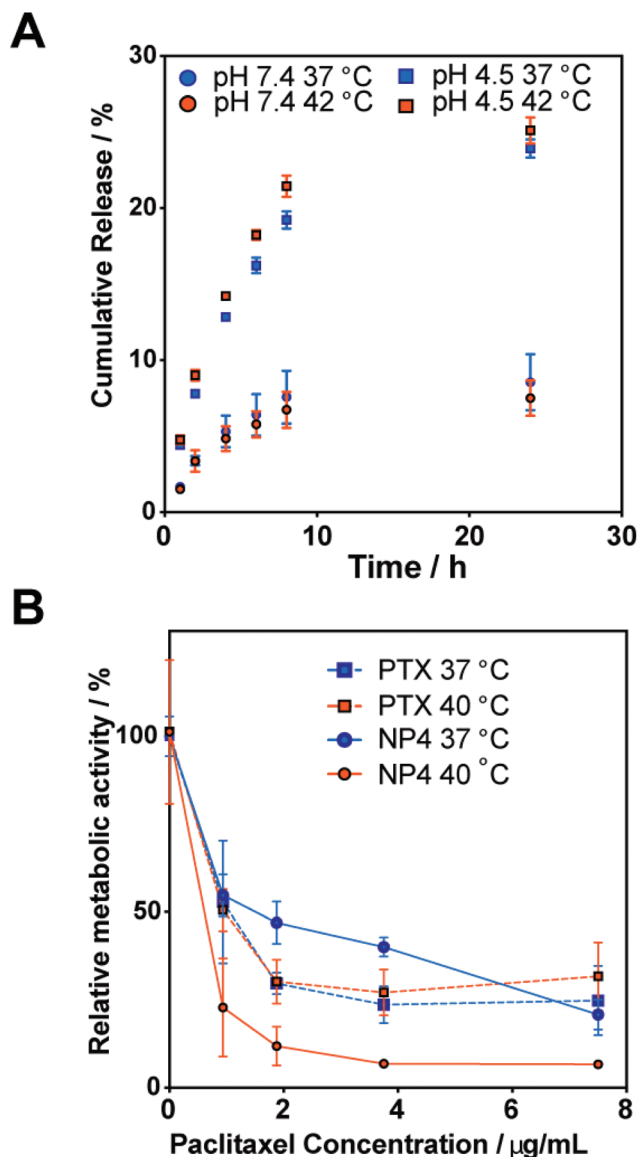 A
30
pH 7.4 37 °C pH 4.5 37 °C
pH 7.4 42 °C pH 4.5 42 °C
20
Cumulative Release / %
10
0
0 10 20 30
Time / h
B
PTX 37 °C
PTX 40 °C
NP4 37 °C
NP4 40 °C
100
Relative metabolic activity / %
50
0
0 2 4 6 8
Paclitaxel Concentration / μg/mL